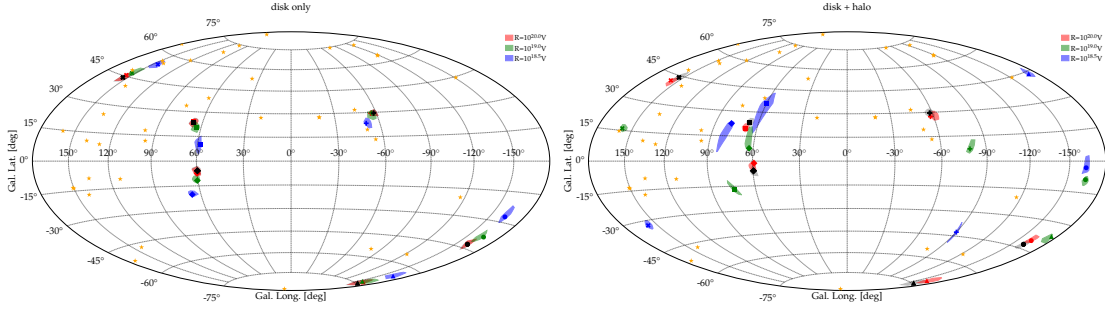 disk only
75°
60°
45°
30°
15°
0°
-15°
-30°
-45°
-60°
-75°
150° 120° 90° 60° 30° 0° -30° -60° -90° -120° -150°
Gal. Lat. [deg]
Gal. Long. [deg]
R=10^20.0V
R=10^19.0V
R=10^18.5V
disk + halo
75°
60°
45°
30°
15°
0°
-15°
-30°
-45°
-60°
-75°
150° 120° 90° 60° 30° 0° -30° -60° -90° -120° -150°
Gal. Lat. [deg]
Gal. Long. [deg]
R=10^20.0V
R=10^19.0V
R=10^18.5V